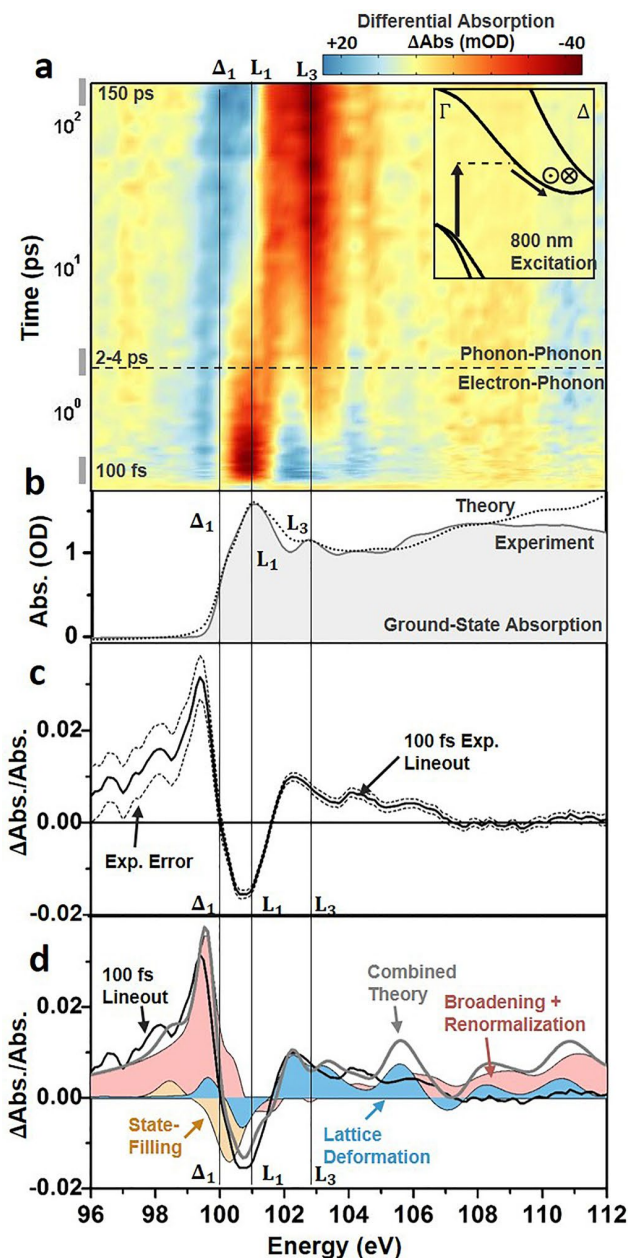 Differential Absorption
+20 ΔAbs (mOD) -40
a
Δ₁ L₁ L₃
150 ps
10²
10¹
10⁰
Time (ps)
Γ Δ
800 nm
Excitation
2-4 ps
Phonon-Phonon
Electron-Phonon
100 fs
b
Abs. (OD)
1
0
Δ₁
L₁
L₃
Theory
Experiment
Ground-State Absorption
c
ΔAbs./Abs.
0.02
0.00
-0.02
100 fs Exp.
Lineout
Exp. Error
Δ₁ L₁ L₃
d
ΔAbs./Abs.
0.02
0.00
-0.02
100 fs
Lineout
Combined
Theory
Broadening +
Renormalization
State-
Filling
Lattice
Deformation
Δ₁ L₁ L₃
96 98 100 102 104 106 108 110 112
Energy (eV)